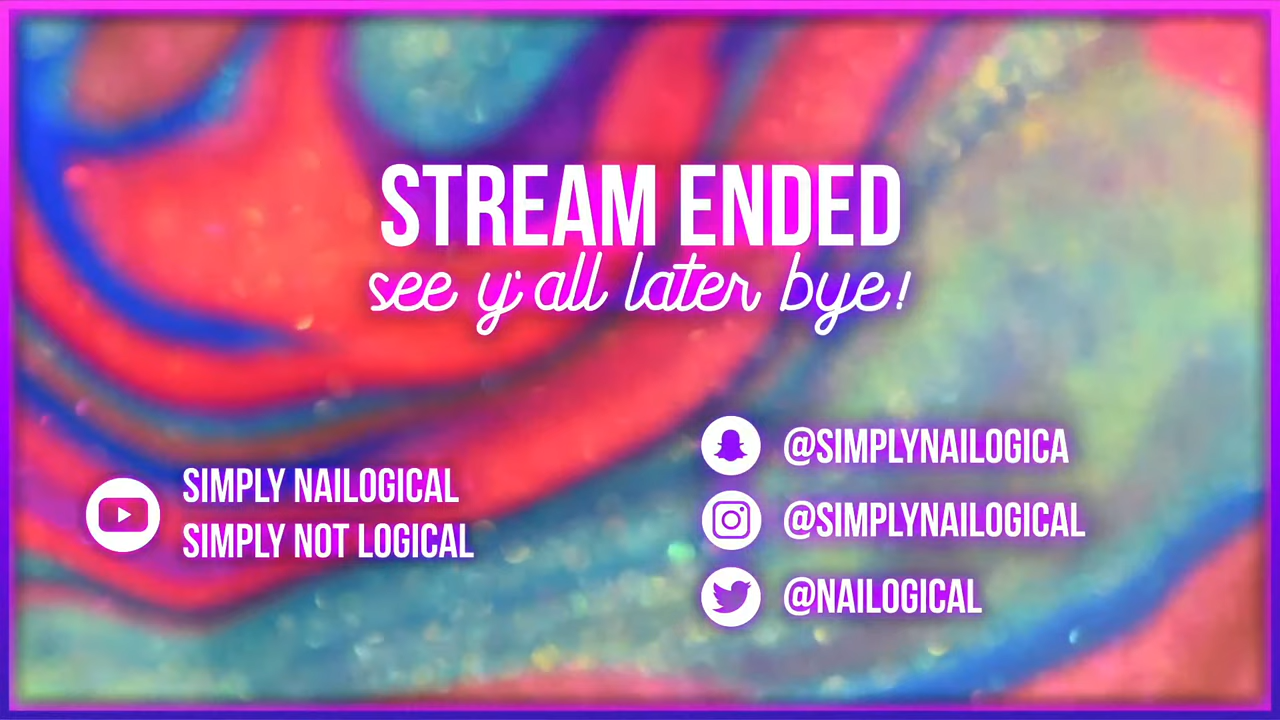 STREAM ENDED
see y'all later bye!
SIMPLY NAILOGICAL
SIMPLY NOT LOGICAL
@SIMPLYNAILOGICA
@SIMPLYNAILOGICAL
@NAILOGICAL